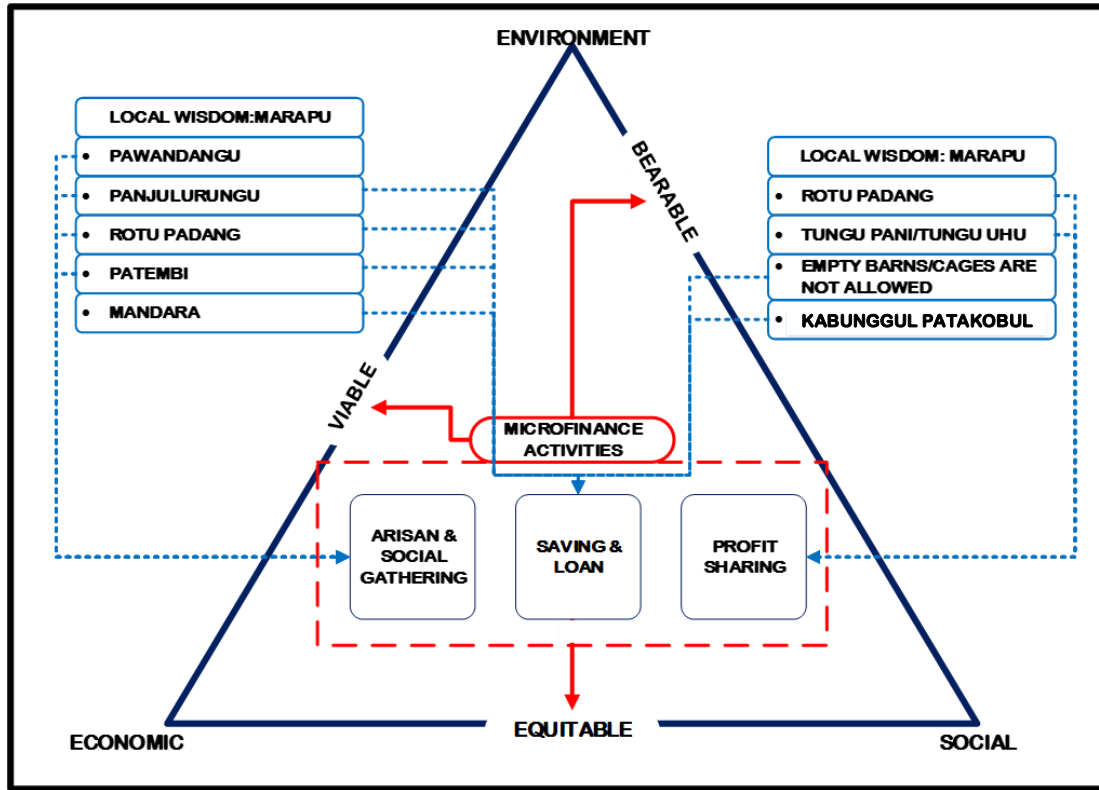 ENVIRONMENT
LOCAL WISDOM:MARAPU
• PAWANDANGU
• PANJULURUNGU
• ROTU PADANG
• PATEMBI
• MANDARA
BEARABLE
LOCAL WISDOM: MARAPU
• ROTU PADANG
• TUNGU PANI/TUNGU UHU
• EMPTY BARNS/CAGES ARE
NOT ALLOWED
• KABUNGGUL PATAKOBUL
VIABLE
MICROFINANCE
ACTIVITIES
ARISAN &
SOCIAL
GATHERING
SAVING &
LOAN
PROFIT
SHARING
ECONOMIC
EQUITABLE
SOCIAL